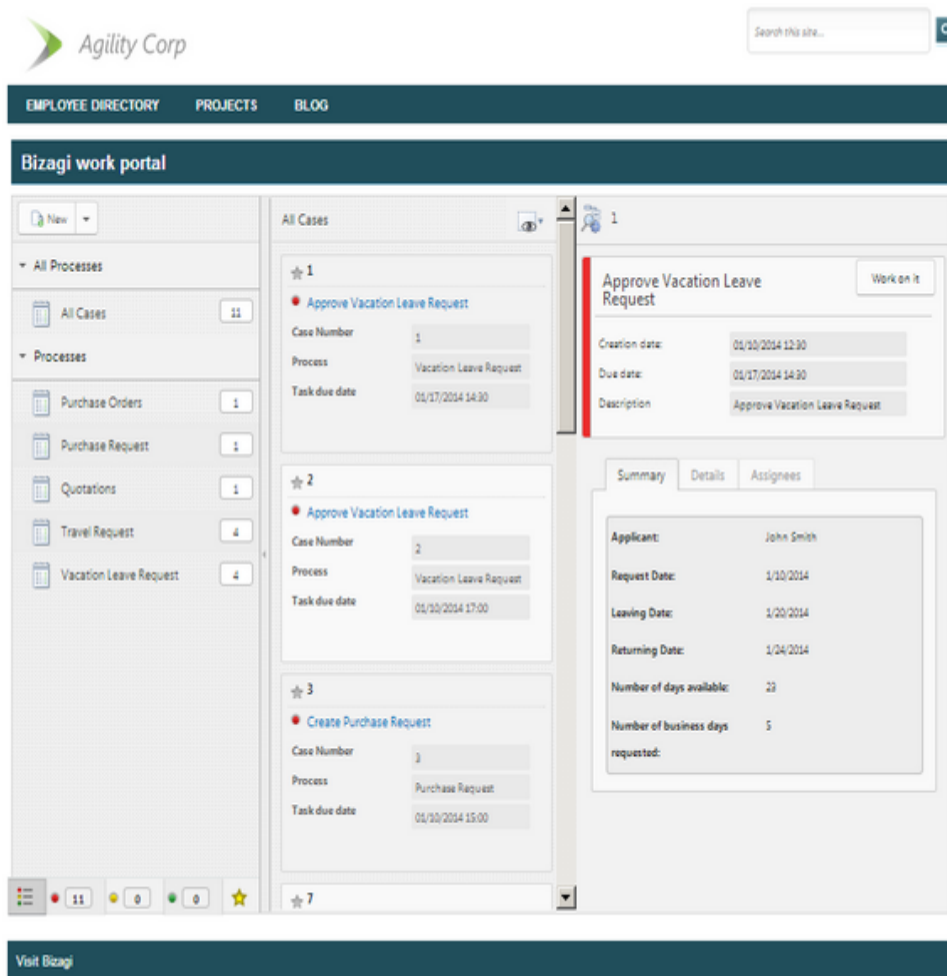 Agility Corp
Search this site...
EMPLOYEE DIRECTORY PROJECTS BLOG
Bizagi work portal
New
All Processes
All Cases 11
Processes
Purchase Orders 1
Purchase Request 1
Quotations 1
Travel Request 4
Vacation Leave Request 4
11 0 0
All Cases
1
Approve Vacation Leave Request
Case Number 1
Process Vacation Leave Request
Task due date 01/17/2014 14:30
2
Approve Vacation Leave Request
Case Number 2
Process Vacation Leave Request
Task due date 01/10/2014 17:00
3
Create Purchase Request
Case Number 3
Process Purchase Request
Task due date 01/10/2014 15:00
7
1
Approve Vacation Leave
Request
Work on it
Creation date: 01/10/2014 12:30
Due date: 01/17/2014 14:30
Description Approve Vacation Leave Request
Summary Details Assignees
Applicant: John Smith
Request Date: 1/10/2014
Leaving Date: 1/20/2014
Returning Date: 1/24/2014
Number of days available: 23
Number of business days 5
requested:
Visit Bizagi